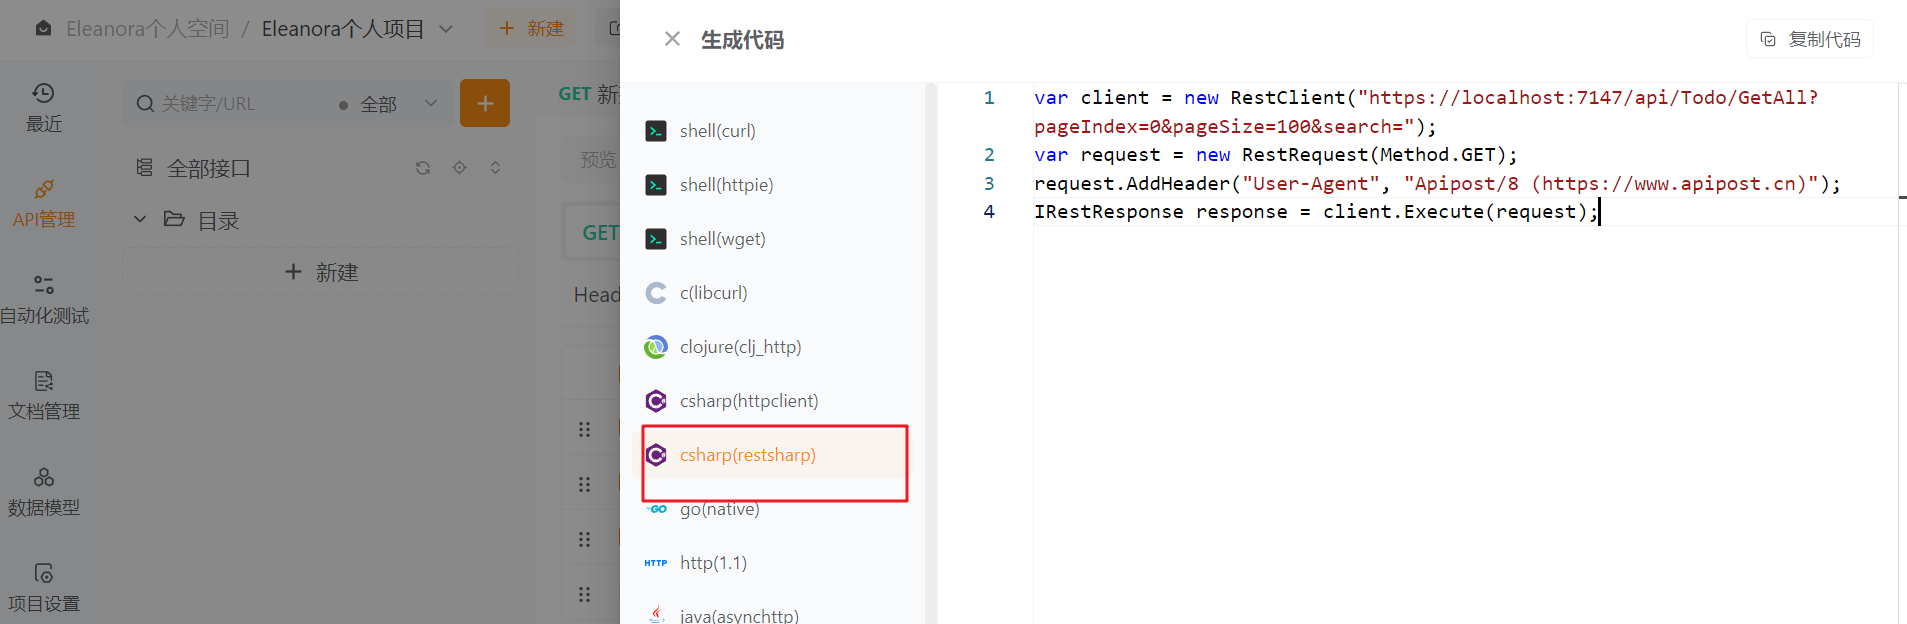 Eleanora个人空间 / Eleanora个人项目
新建
最近
API管理
自动化测试
文档管理
数据模型
项目设置
关键字/URL
全部
全部接口
目录
新建
GET
预览
GET
Head
生成代码
复制代码
shell(curl)
shell(httpie)
shell(wget)
c(libcurl)
clojure(clj_http)
csharp(httpclient)
csharp(restsharp)
go(native)
HTTP http(1.1)
java(asynchttp)
1 var client = new RestClient("https://localhost:7147/api/Todo/GetAll?
pageIndex=0&pageSize=100&search=");
2 var request = new RestRequest(Method.GET);
3 request.AddHeader("User-Agent", "Apipost/8 (https://www.apipost.cn)");
4 IRestResponse response = client.Execute(request);